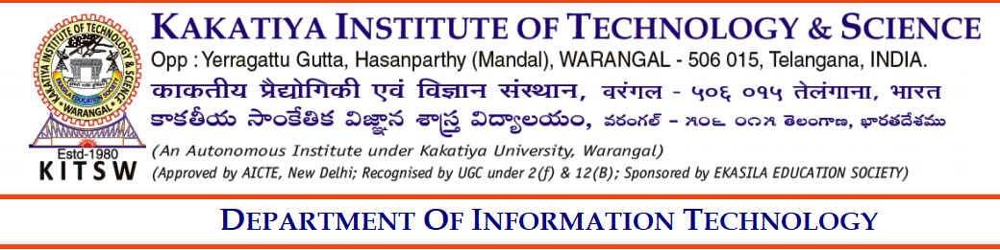 KAKATIYA INSTITUTE OF TECHNOLOGY & SCIENCE
Opp : Yerragattu Gutta, Hasanparthy (Mandal), WARANGAL - 506 015, Telangana, INDIA.
काकतीय प्रौद्योगिकी एवं विज्ञान संस्थान, वरंगल - ५०६ ०१५ तेलंगाना, भारत
కాకతీయ సాంకేతిక విజ్ఞాన శాస్త్ర విద్యాలయం, వరంగల్ - ౫౦౬ ౦౧౫ తెలంగాణ, భారతదేశము
(An Autonomous Institute under Kakatiya University, Warangal)
(Approved by AICTE, New Delhi; Recognised by UGC under 2(f) & 12(B); Sponsored by EKASILA EDUCATION SOCIETY)
KAKATIYA INSTITUTE OF TECHNOLOGY & SCIENCE
EKASILA EDUCATION SOCIETY
WARANGAL
Estd-1980
KITSW
DEPARTMENT OF INFORMATION TECHNOLOGY